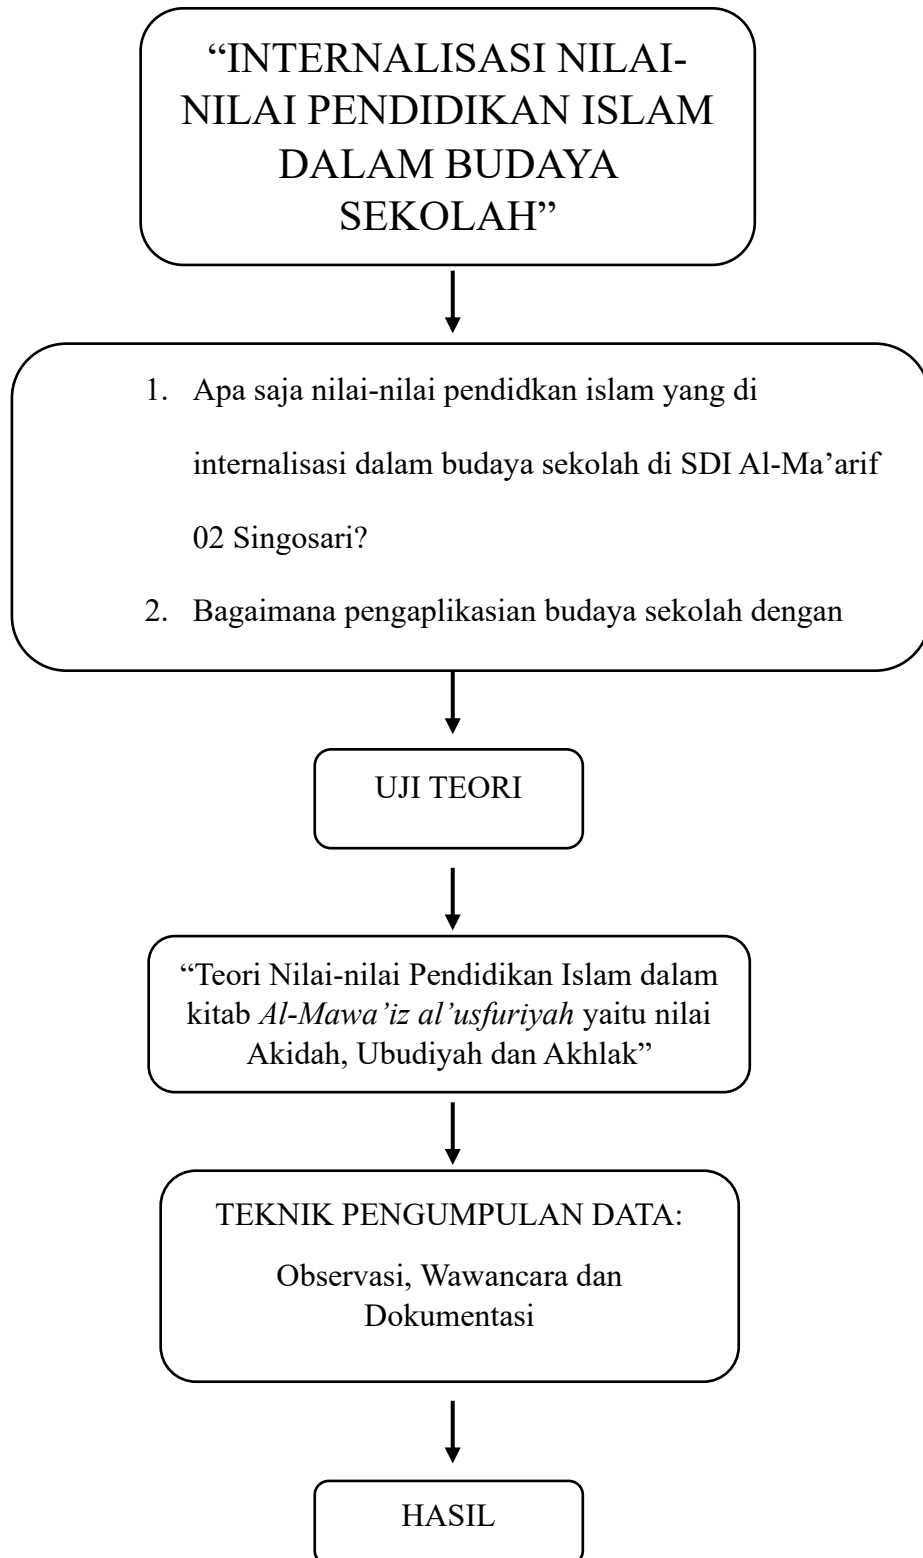 “INTERNALISASI NILAI-
NILAI PENDIDIKAN ISLAM
DALAM BUDAYA
SEKOLAH”
1. Apa saja nilai-nilai pendidkan islam yang di
internalisasi dalam budaya sekolah di SDI Al-Ma’arif
02 Singosari?
2. Bagaimana pengaplikasian budaya sekolah dengan
UJI TEORI
“Teori Nilai-nilai Pendidikan Islam dalam
kitab Al-Mawa’iz al’usfuriyah yaitu nilai
Akidah, Ubudiyah dan Akhlak”
TEKNIK PENGUMPULAN DATA:
Observasi, Wawancara dan
Dokumentasi
HASIL